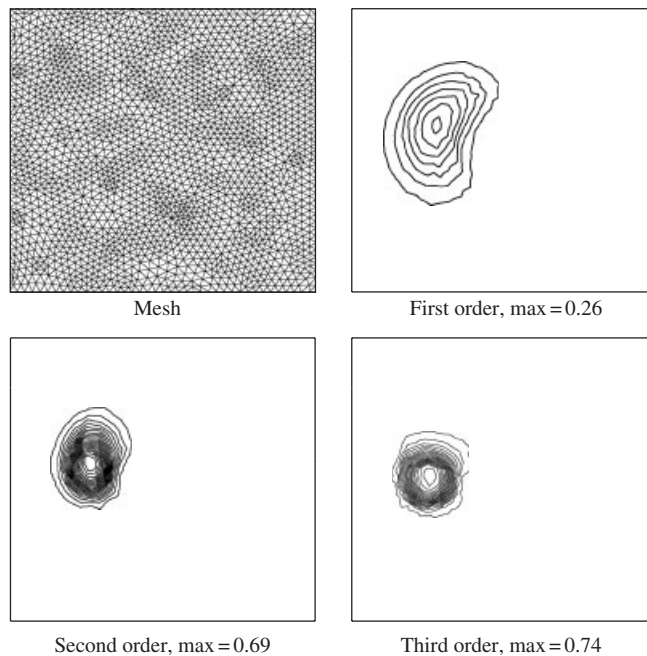 Mesh
First order, max = 0.26
Second order, max = 0.69
Third order, max = 0.74